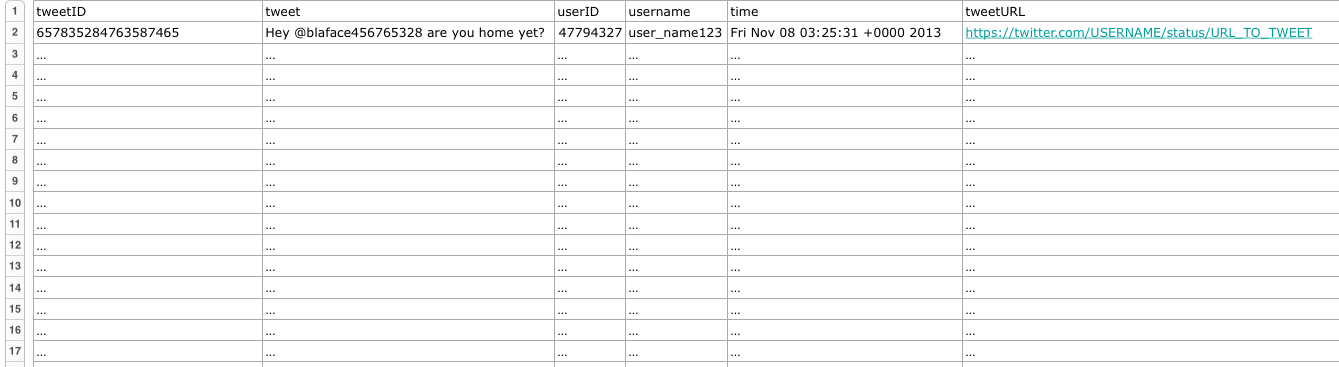 1 tweetID tweet userID username time tweetURL
2 657835284763587465 Hey @blaface456765328 are you home yet? 47794327 user_name123 Fri Nov 08 03:25:31 +0000 2013 https://twitter.com/USERNAME/status/URL_TO_TWEET
3 ... ... ... ... ... ...
4 ... ... ... ... ... ...
5 ... ... ... ... ... ...
6 ... ... ... ... ... ...
7 ... ... ... ... ... ...
8 ... ... ... ... ... ...
9 ... ... ... ... ... ...
10 ... ... ... ... ... ...
11 ... ... ... ... ... ...
12 ... ... ... ... ... ...
13 ... ... ... ... ... ...
14 ... ... ... ... ... ...
15 ... ... ... ... ... ...
16 ... ... ... ... ... ...
17 ... ... ... ... ... ...